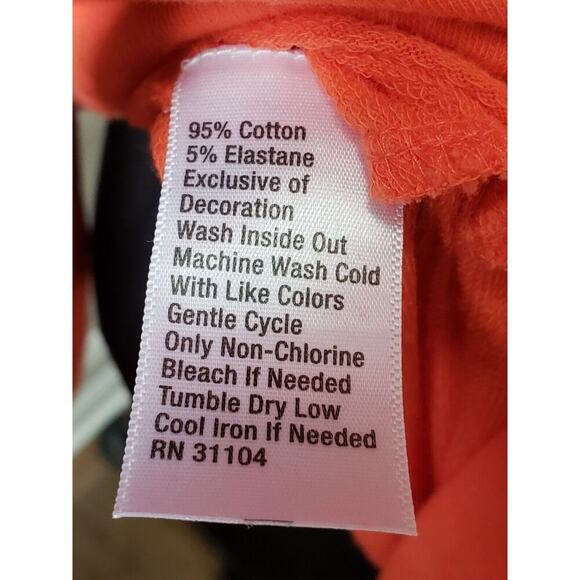 95% Cotton
5% Elastane
Exclusive of
Decoration
Wash Inside Out
Machine Wash Cold
With Like Colors
Gentle Cycle
Only Non-Chlorine
Bleach If Needed
Tumble Dry Low
Cool Iron If Needed
RN 31104